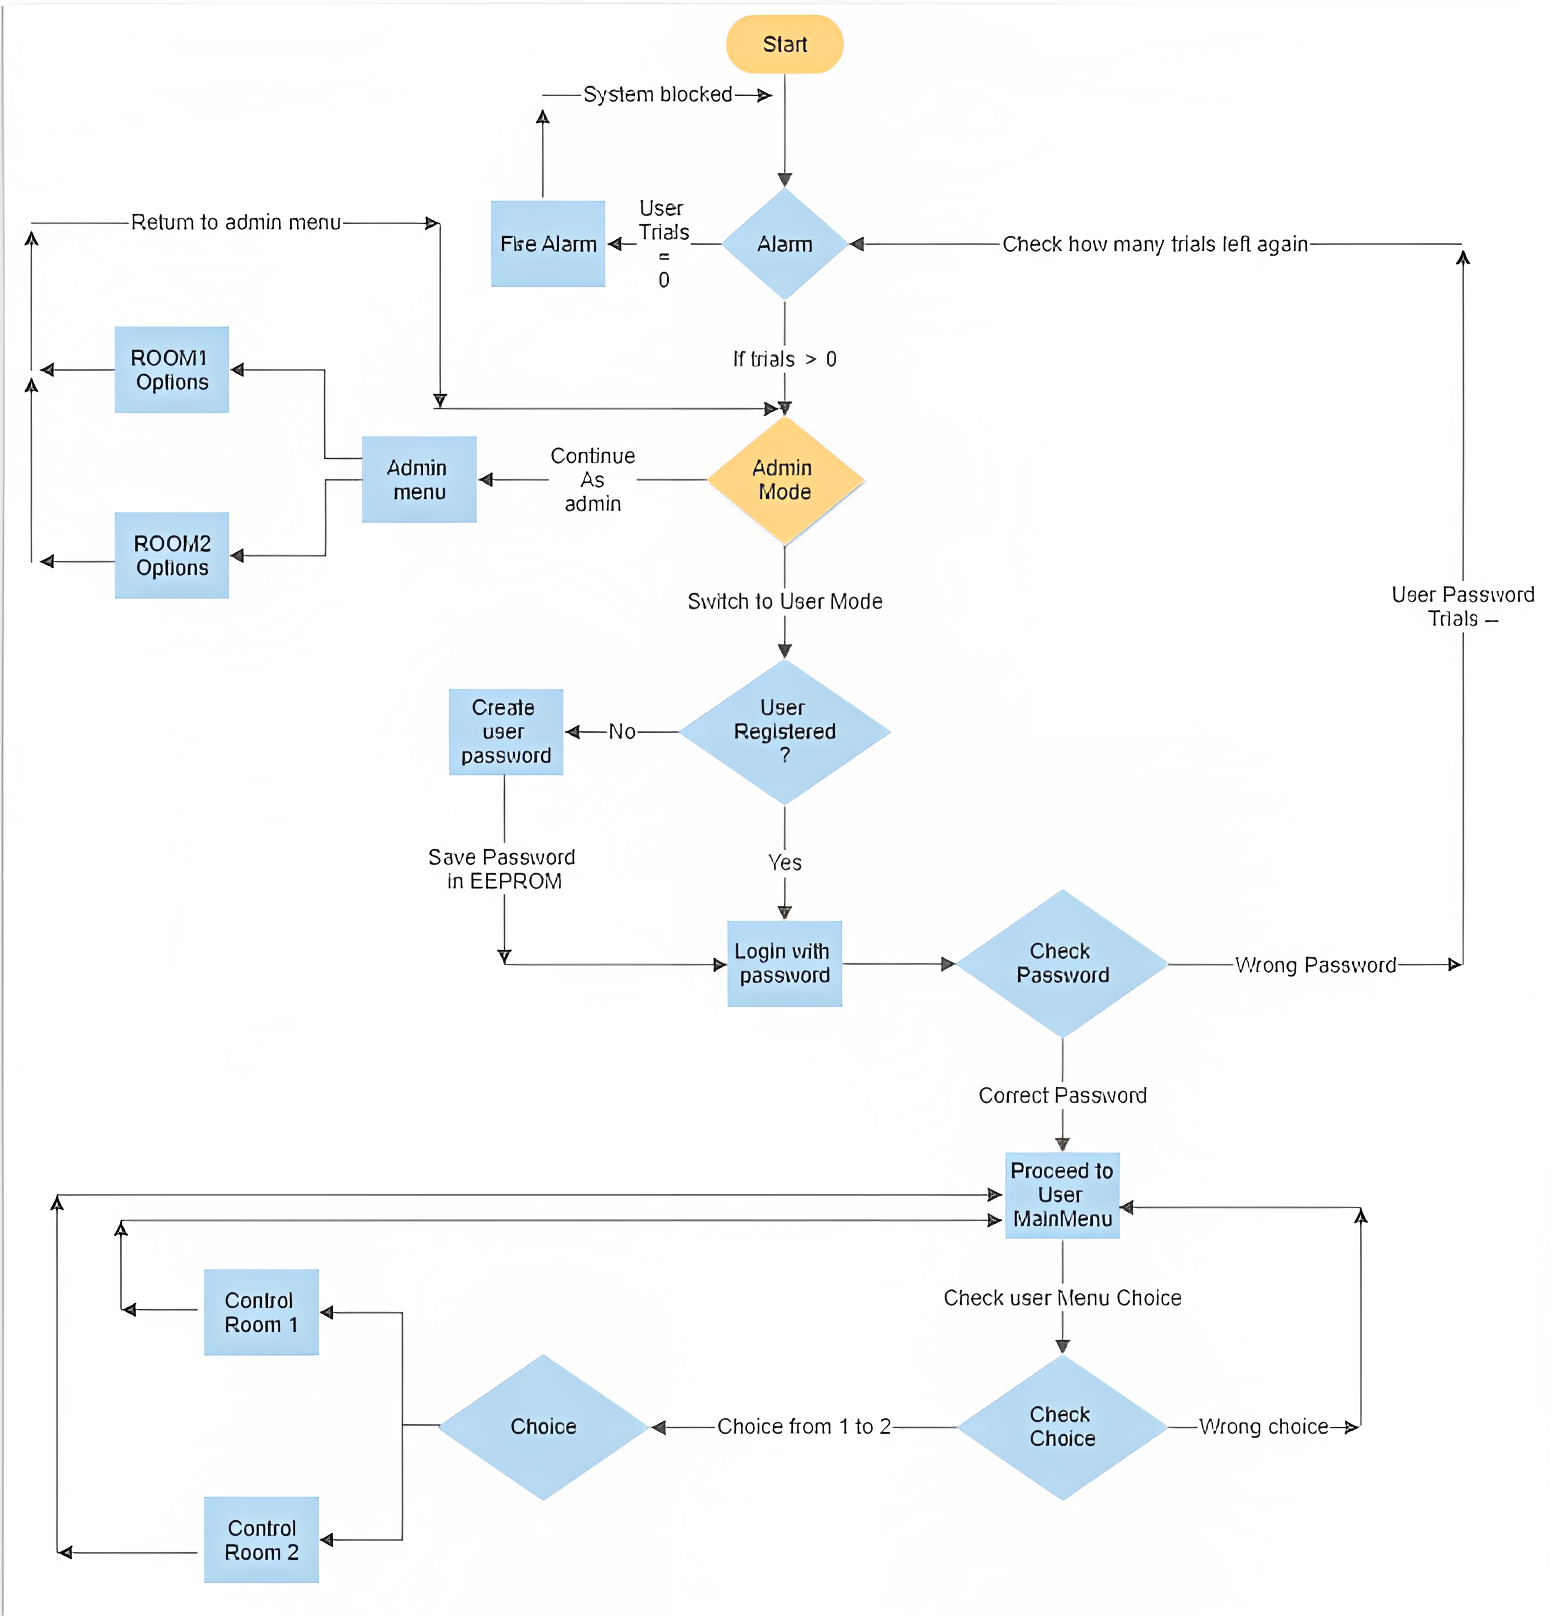 Start
System blocked
User
Trials
=
0
Fire Alarm
Alarm
Check how many trials left again
Return to admin menu
ROOM1
Options
If trials > 0
Admin
menu
Continue
As
admin
Admin
Mode
ROOM2
Options
Switch to User Mode
User Password
Trials --
Create
user
password
No
User
Registered
?
Save Password
in EEPROM
Yes
Login with
password
Check
Password
Wrong Password
Correct Password
Proceed to
User
MainMenu
Control
Room 1
Check user Menu Choice
Choice
Choice from 1 to 2
Check
Choice
Wrong choice
Control
Room 2